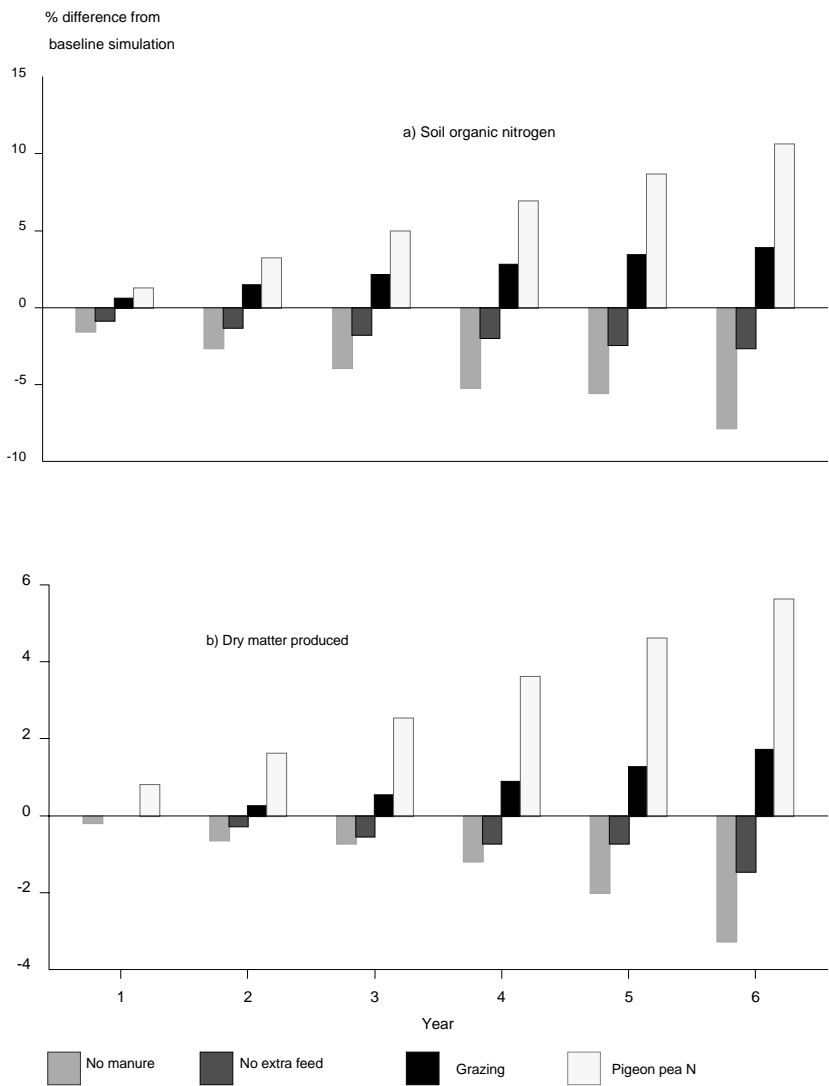 % difference from
baseline simulation
15
a) Soil organic nitrogen
10
5
0
-5
-10
6
b) Dry matter produced
4
2
0
-2
-4
1 2 3 4 5 6
Year
No manure No extra feed Grazing Pigeon pea N